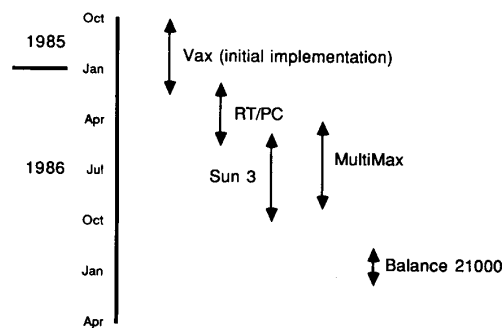 Oct
1985
Vax (initial implementation)
Jan
RT/PC
Apr
MultiMax
1986
Jul
Sun 3
Oct
Balance 21000
Jan
Apr